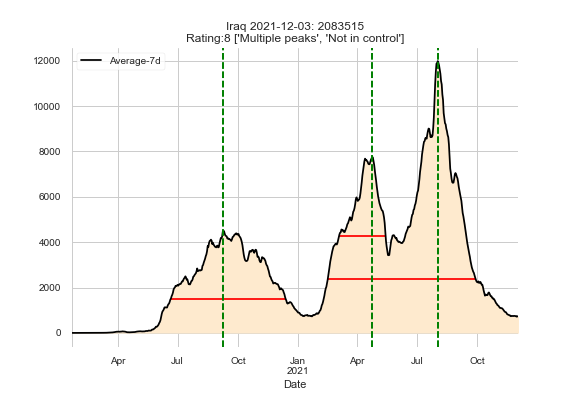 Iraq 2021-12-03: 2083515
Rating:8 ['Multiple peaks', 'Not in control']
Average-7d
12000
10000
8000
6000
4000
2000
0
Apr Jul Oct Jan Apr Jul Oct
2021
Date